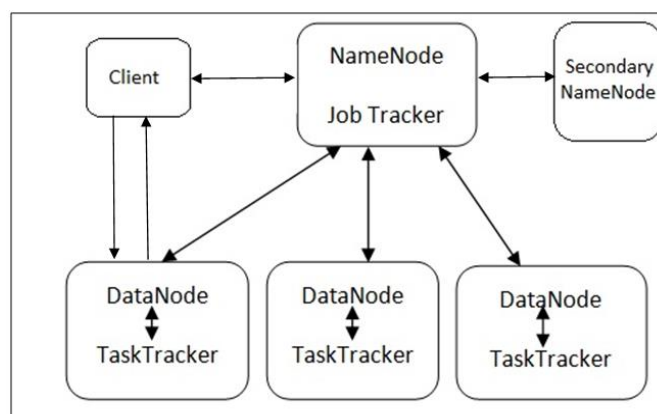 Client
NameNode
Job Tracker
Secondary
NameNode
DataNode
TaskTracker
DataNode
TaskTracker
DataNode
TaskTracker